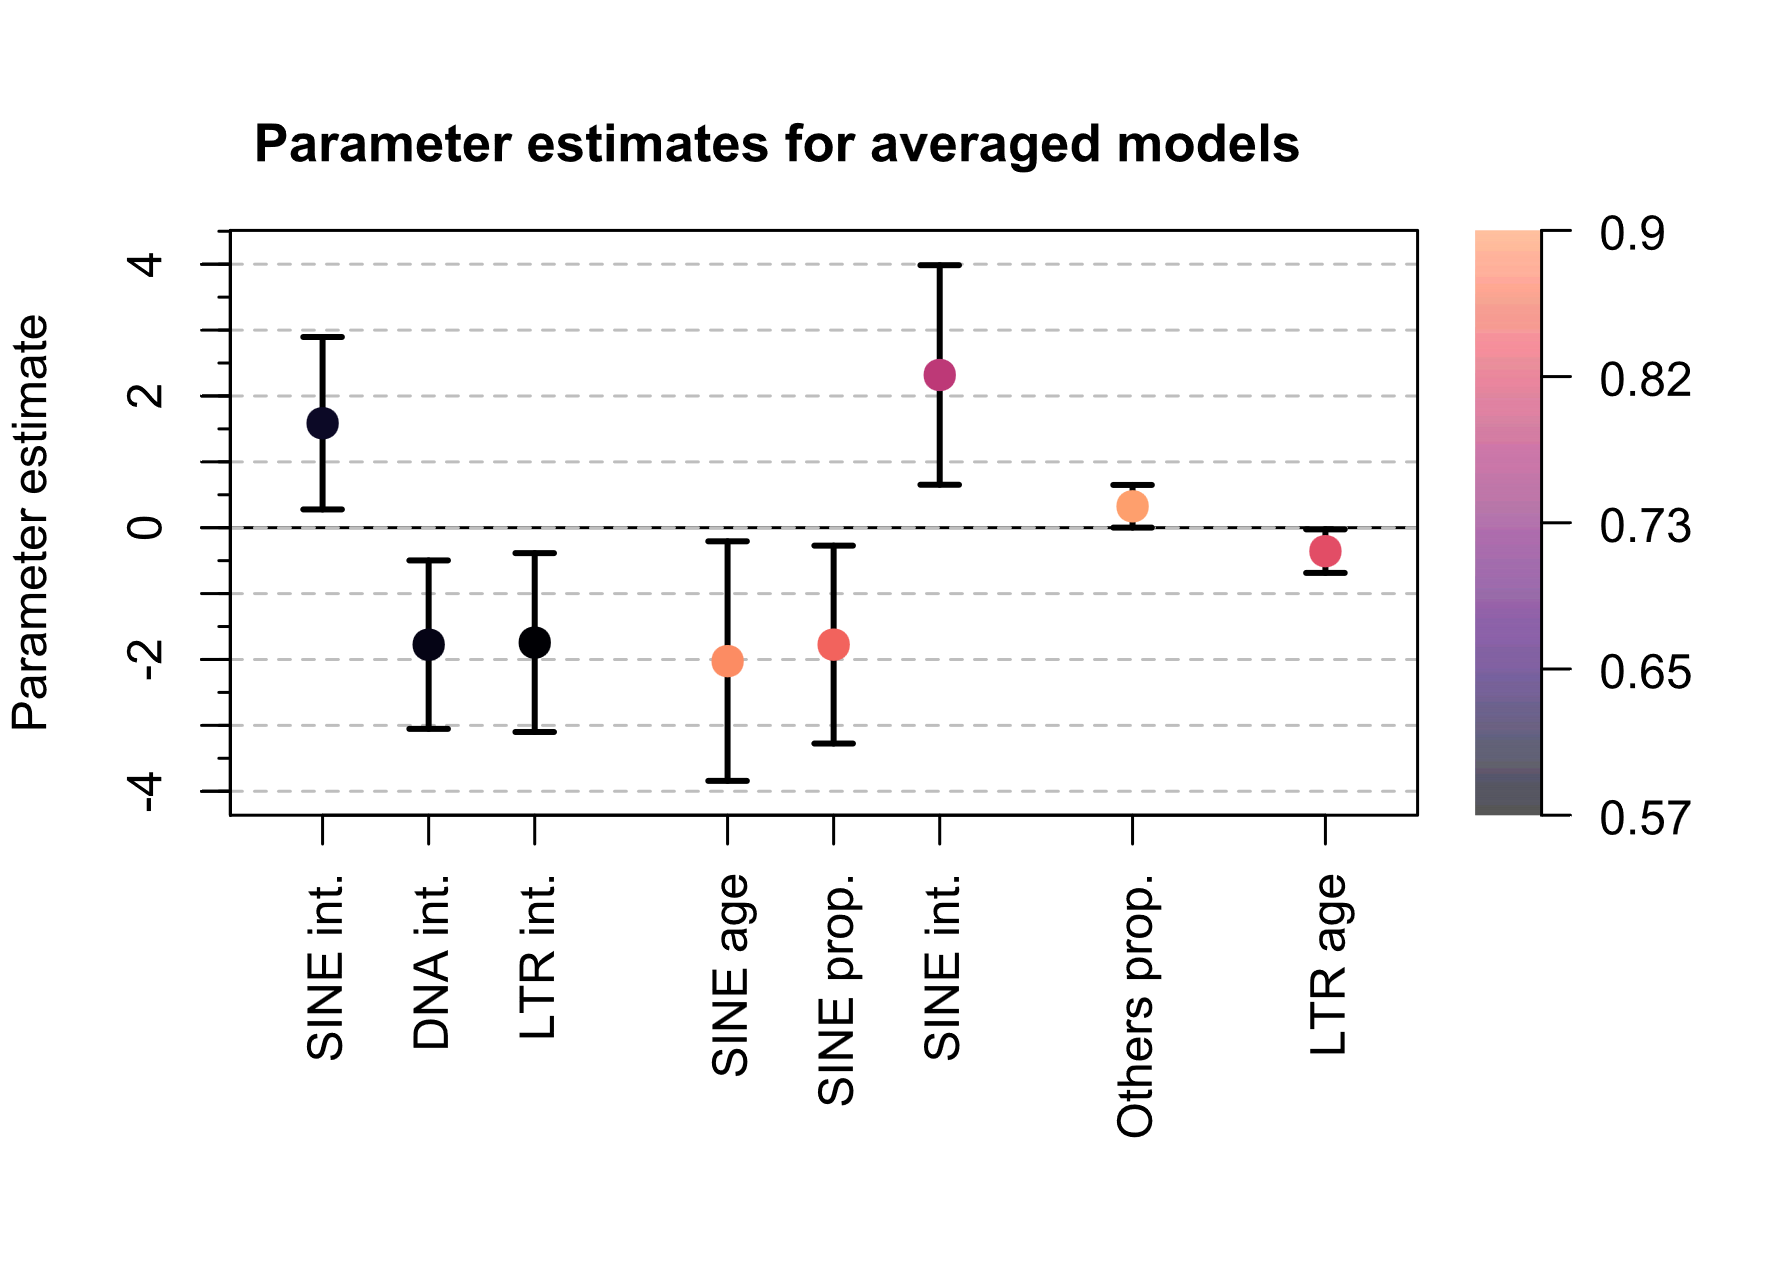 Parameter estimates for averaged models
Parameter estimate
4
2
0
-2
-4
SINE int.
DNA int.
LTR int.
SINE age
SINE prop.
SINE int.
Others prop.
LTR age
0.9
0.82
0.73
0.65
0.57